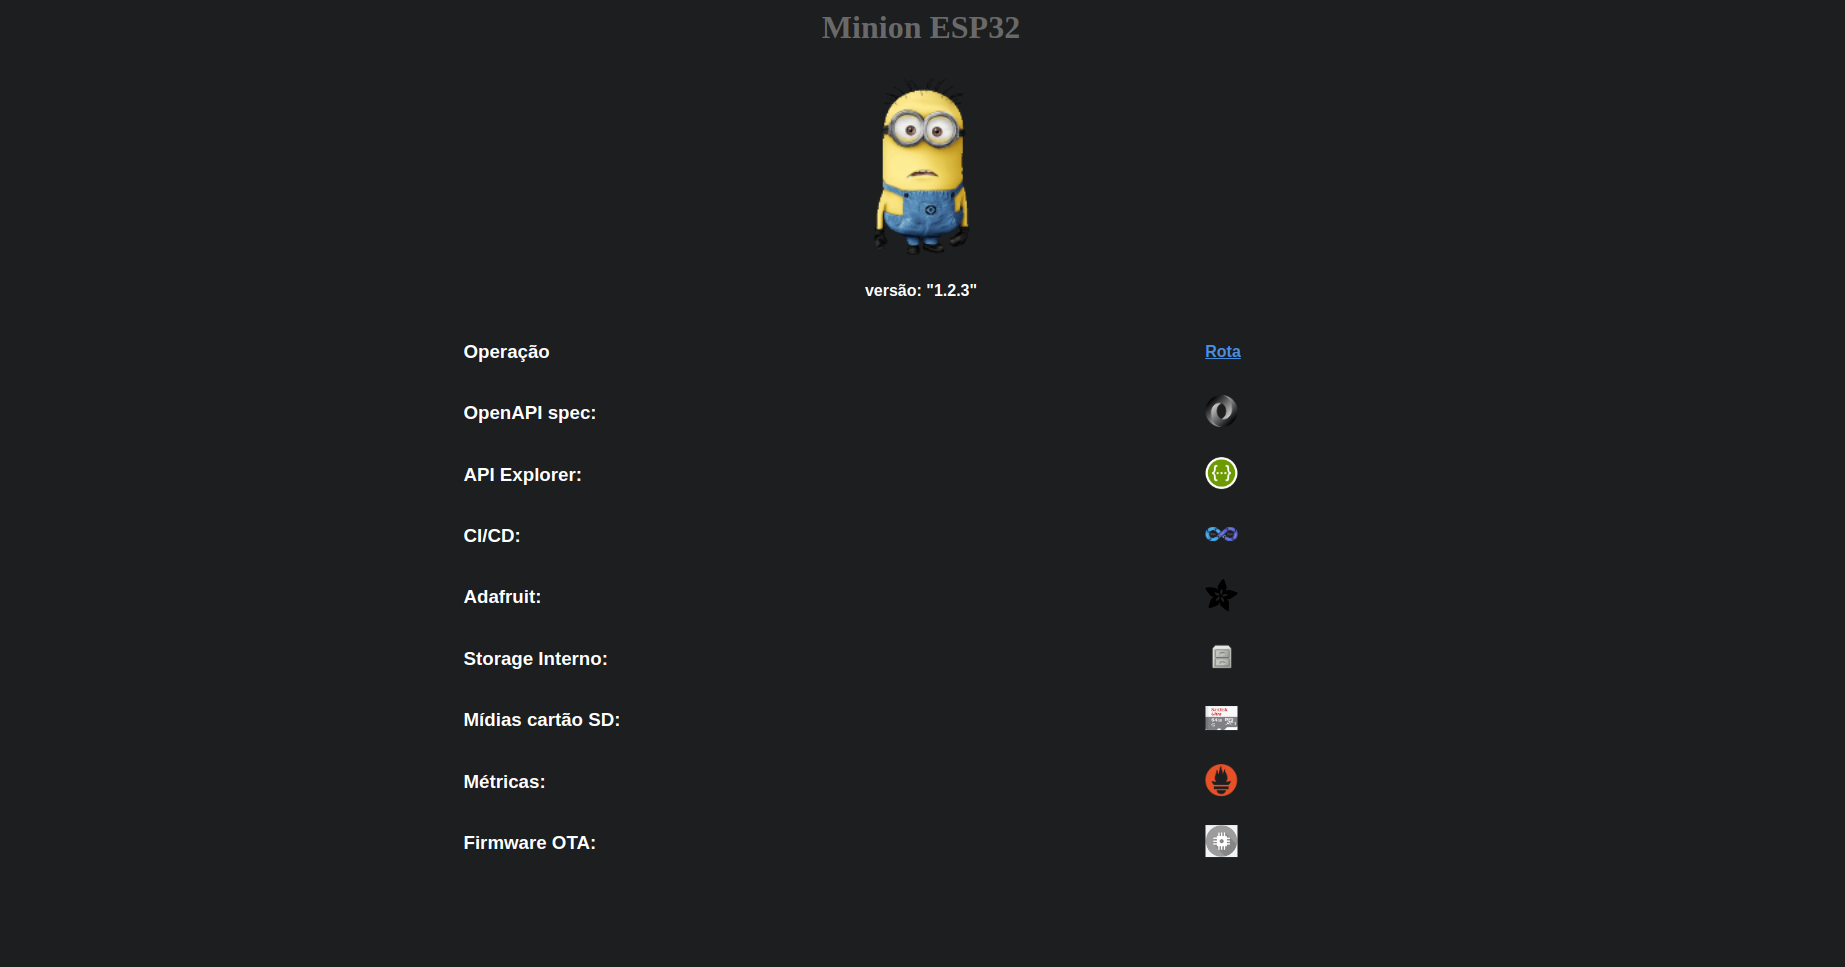 Minion ESP32
versão: "1.2.3"
Operação Rota
OpenAPI spec:
API Explorer:
CI/CD:
Adafruit:
Storage Interno:
Mídias cartão SD:
Métricas:
Firmware OTA: